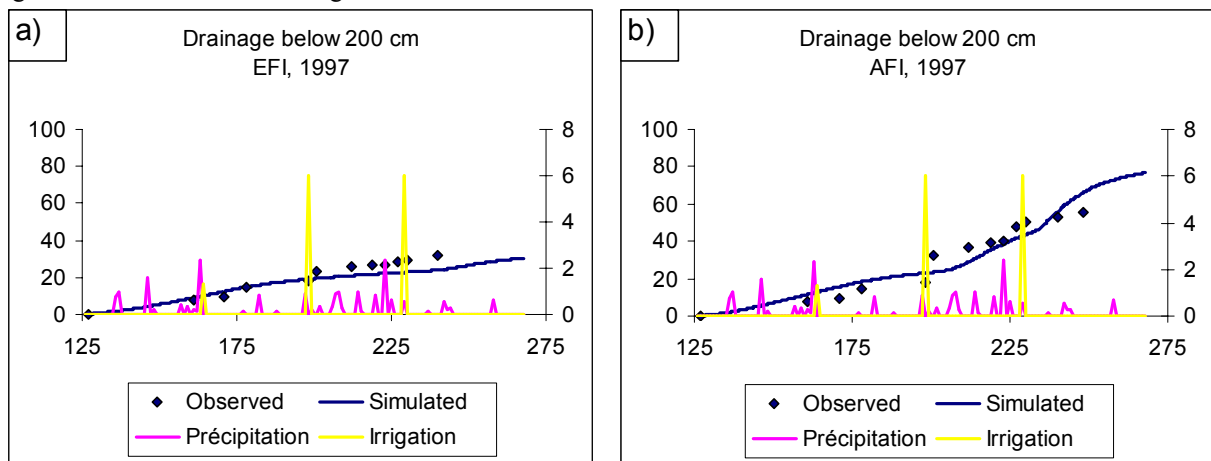 a)
Drainage below 200 cm
EFI, 1997
100
80
60
40
20
0
8
6
4
2
0
125 175 225 275
Observed Simulated
Précipitation Irrigation
b)
Drainage below 200 cm
AFI, 1997
100
80
60
40
20
0
8
6
4
2
0
125 175 225 275
Observed Simulated
Précipitation Irrigation